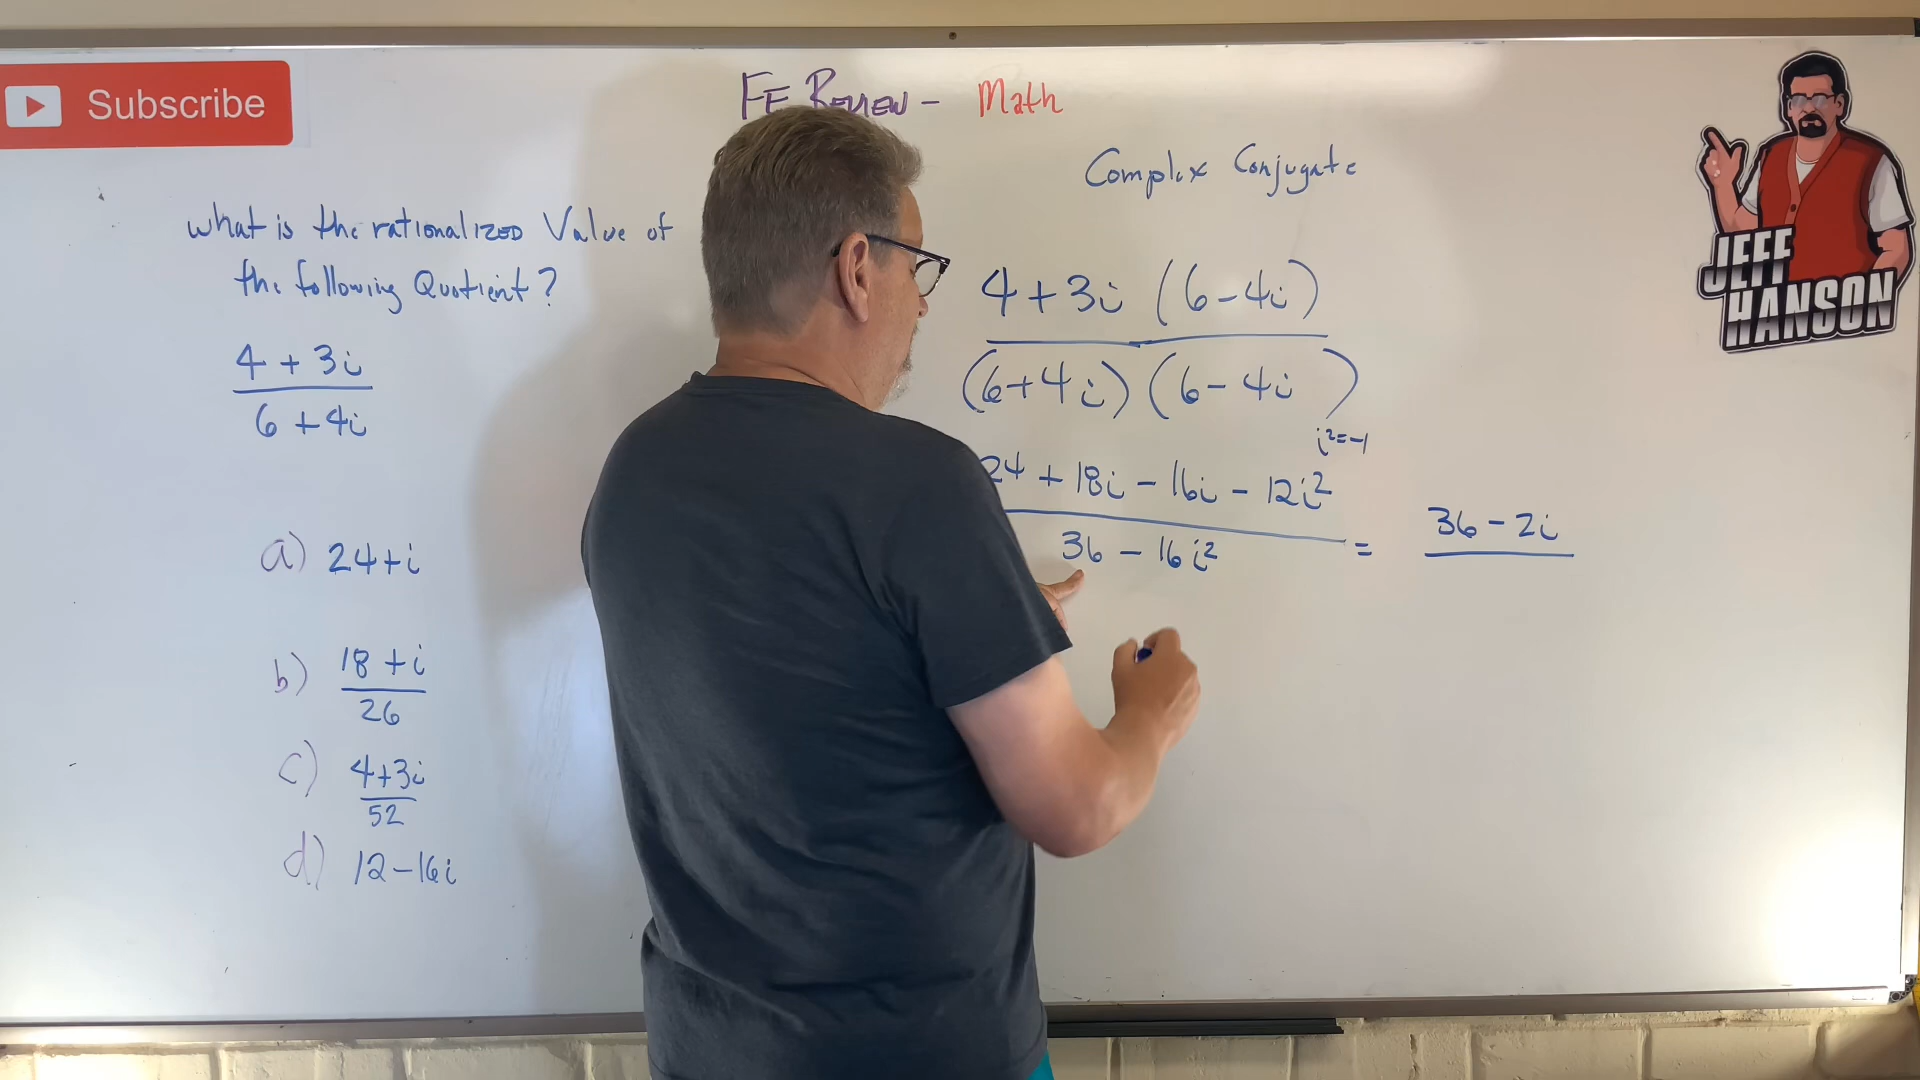 Subscribe
FE Review - Math
Complex Conjugate
What is the rationalized Value of
the following Quotient?
4 + 3i
6 + 4i
a) 24+i
b) 18 + i
26
c) 4+3i
52
d) 12-16i
4+3i (6-4i)
(6+4i) (6-4i)
i²=-1
24 + 18i - 16i - 12i²
36 - 16i² =
36 - 2i
JEFF
HANSON